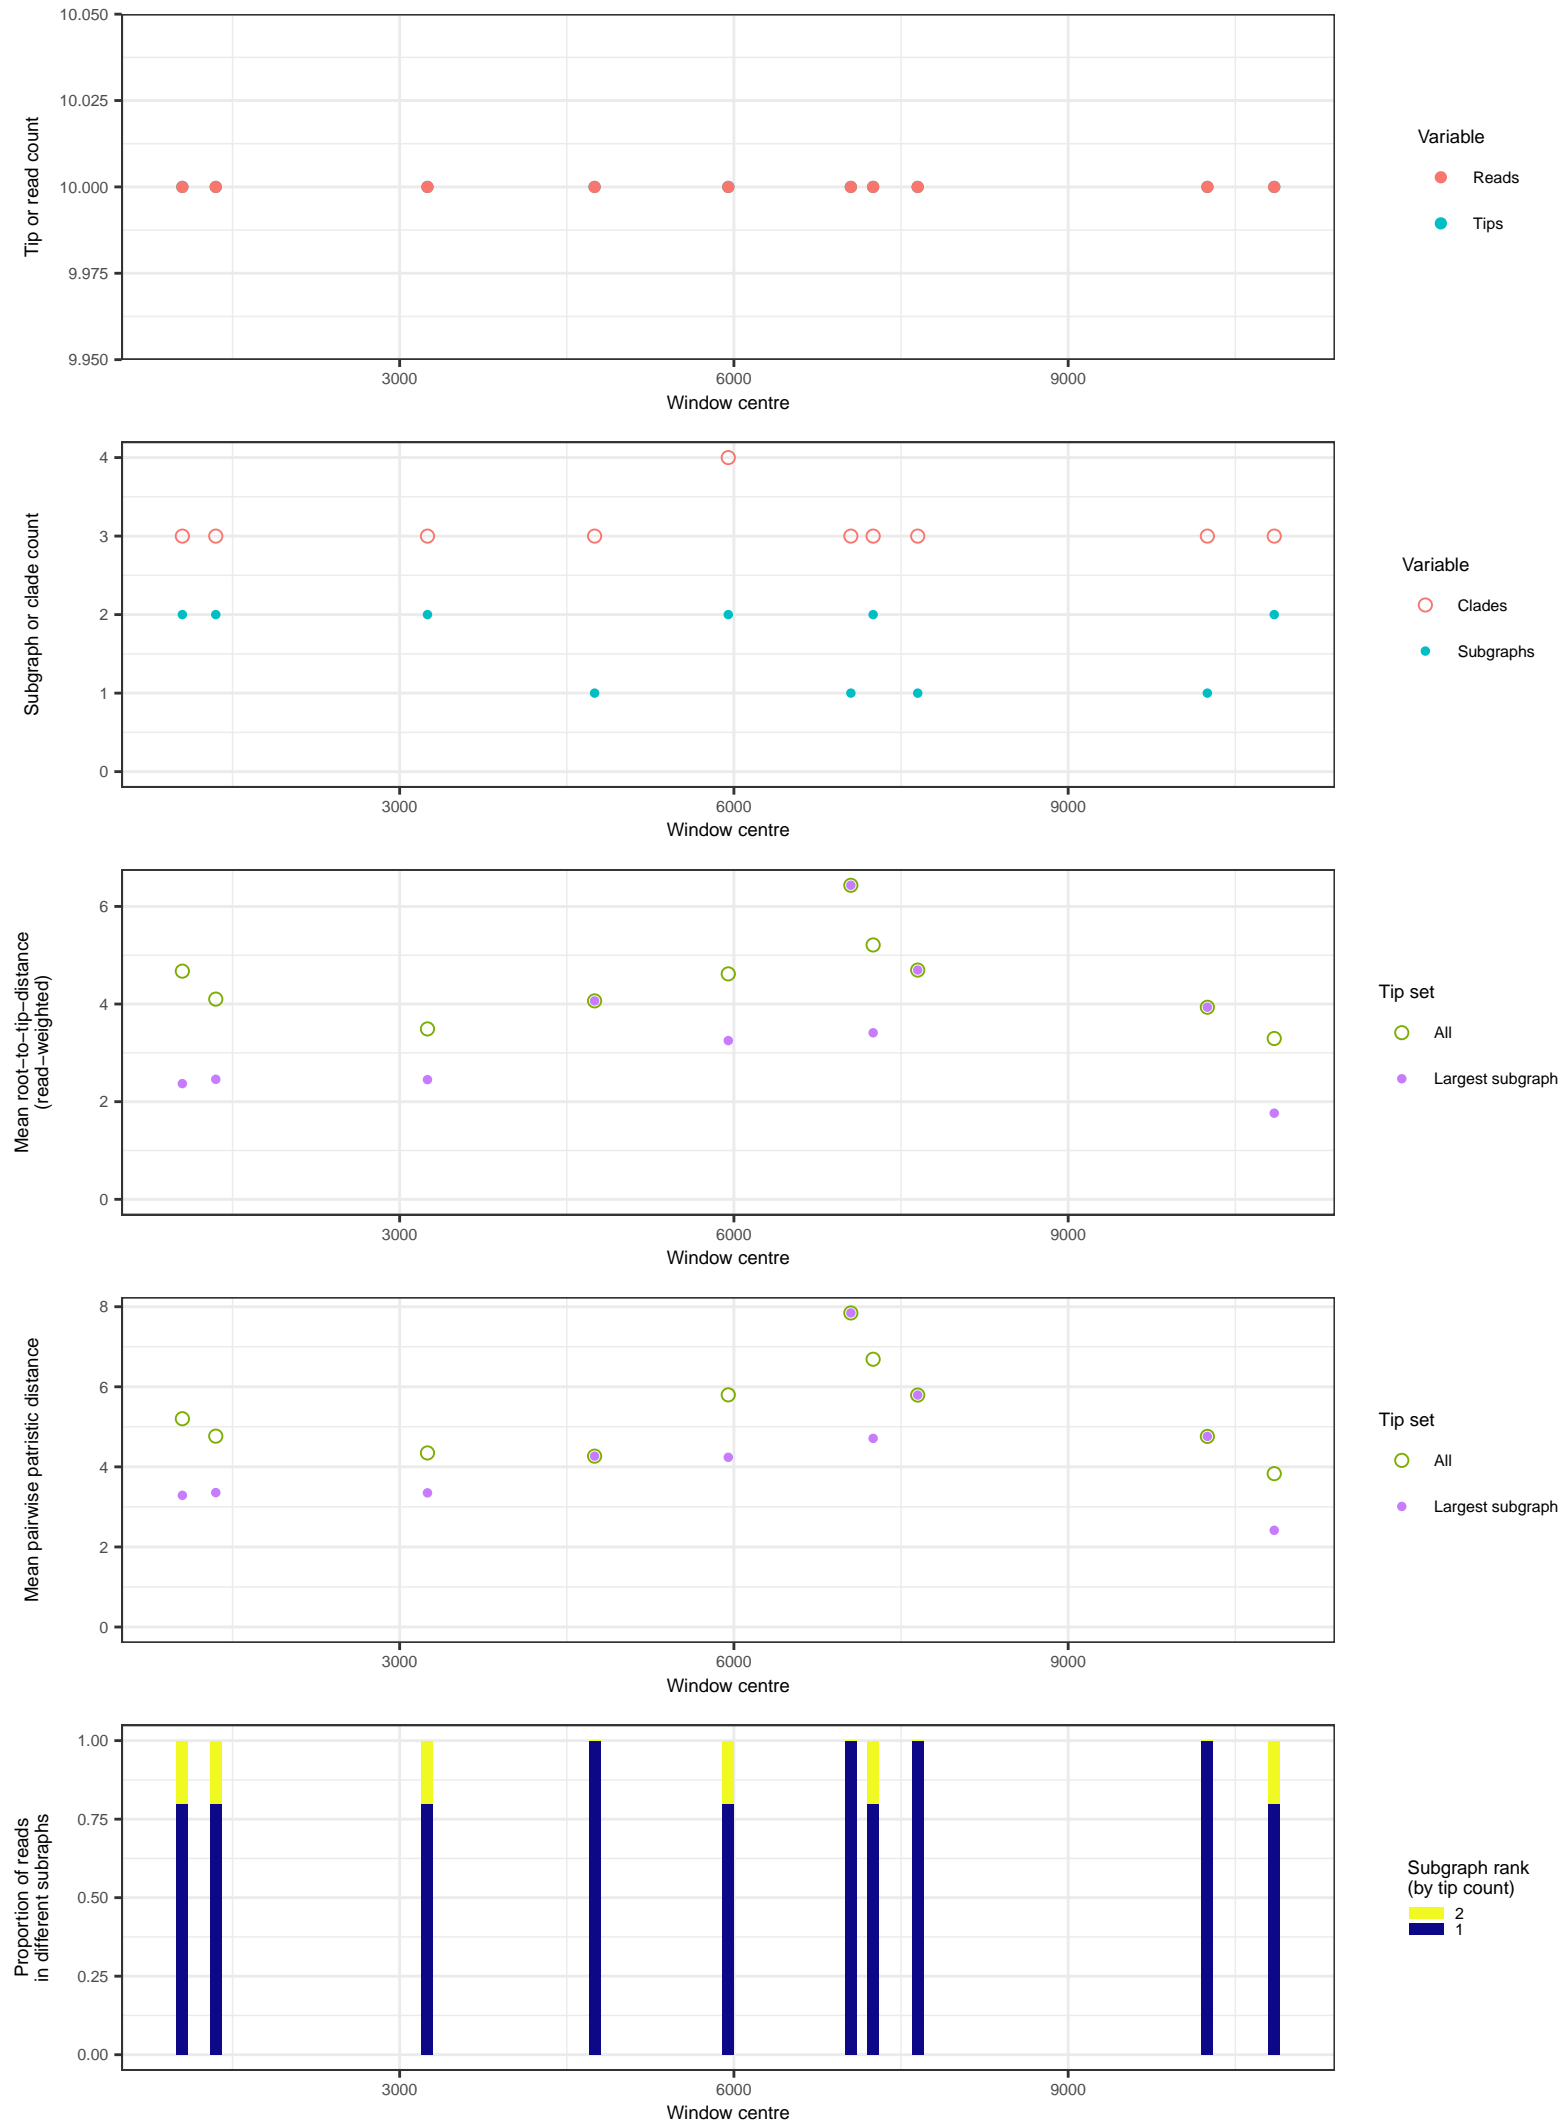 10.050
10.025
10.000
9.975
9.950
Tip or read count
3000 6000 9000
Window centre
Variable
Reads
Tips
4
3
2
1
0
Subgraph or clade count
3000 6000 9000
Window centre
Variable
Clades
Subgraphs
6
4
2
0
Mean root−to−tip−distance
(read−weighted)
3000 6000 9000
Window centre
Tip set
All
Largest subgraph
8
6
4
2
0
Mean pairwise patristic distance
3000 6000 9000
Window centre
Tip set
All
Largest subgraph
1.00
0.75
0.50
0.25
0.00
Proportion of reads
in different subraphs
3000 6000 9000
Window centre
Subgraph rank
(by tip count)
2
1